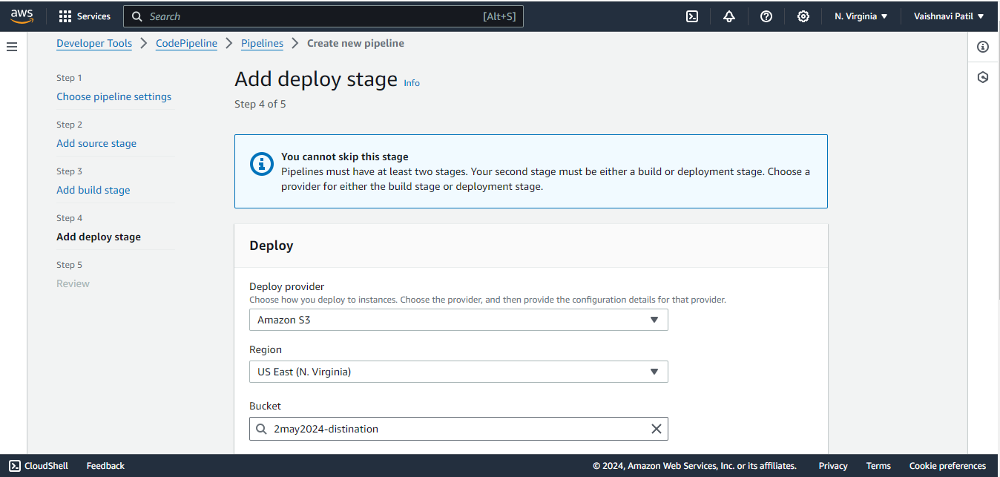 aws
Services
Search
[Alt+S]
N. Virginia
Vaishnavi Patil
Developer Tools
CodePipeline
Pipelines
Create new pipeline
Step 1
Choose pipeline settings
Step 2
Add source stage
Step 3
Add build stage
Step 4
Add deploy stage
Step 5
Review
Add deploy stage Info
Step 4 of 5
You cannot skip this stage
Pipelines must have at least two stages. Your second stage must be either a build or deployment stage. Choose a
provider for either the build stage or deployment stage.
Deploy
Deploy provider
Choose how you deploy to instances. Choose the provider, and then provide the configuration details for that provider.
Amazon S3
Region
US East (N. Virginia)
Bucket
2may2024-distination
CloudShell
Feedback
© 2024, Amazon Web Services, Inc. or its affiliates.
Privacy
Terms
Cookie preferences